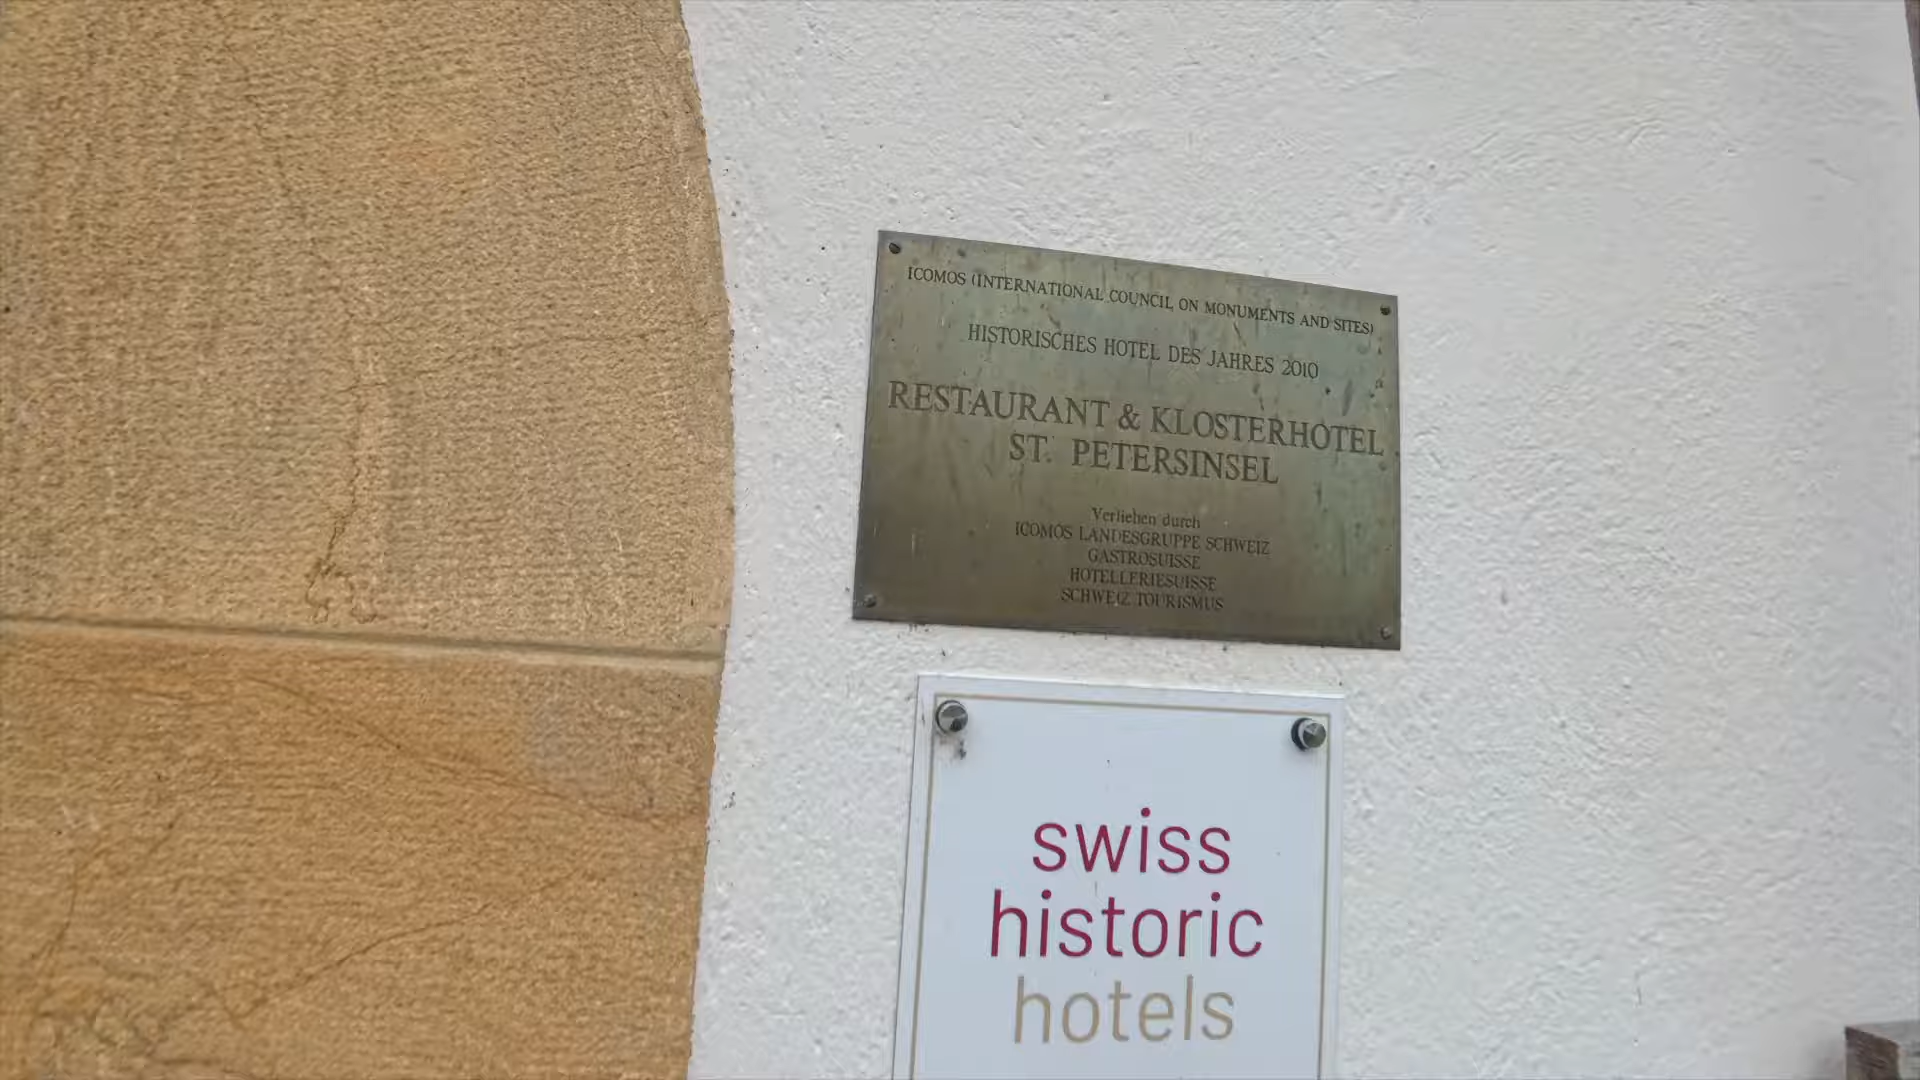 ICOMOS (INTERNATIONAL COUNCIL ON MONUMENTS AND SITES)
HISTORISCHES HOTEL DES JAHRES 2010
RESTAURANT & KLOSTERHOTEL
ST. PETERSINSEL
Verliehen durch
ICOMOS LANDESGRUPPE SCHWEIZ
GASTROSUISSE
HOTELLERIESUISSE
SCHWEIZ TOURISMUS
swiss
historic
hotels